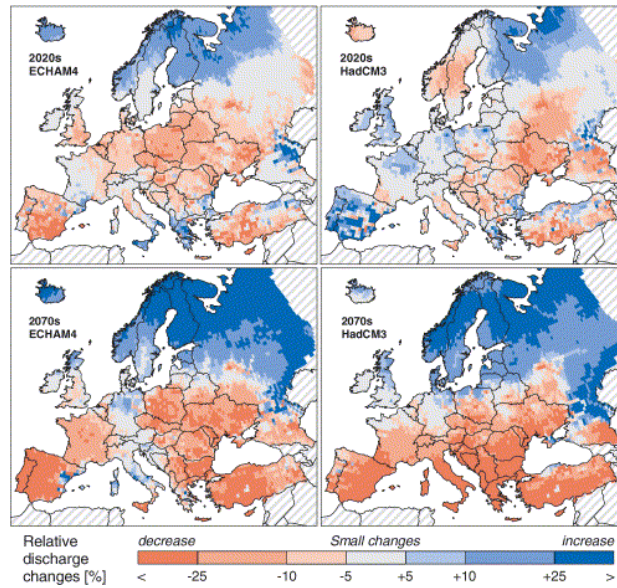 2020s
ECHAM4
2020s
HadCM3
2070s
ECHAM4
2070s
HadCM3
Relative
discharge
changes [%]
decrease Small changes increase
< -25 -10 -5 +5 +10 +25 >